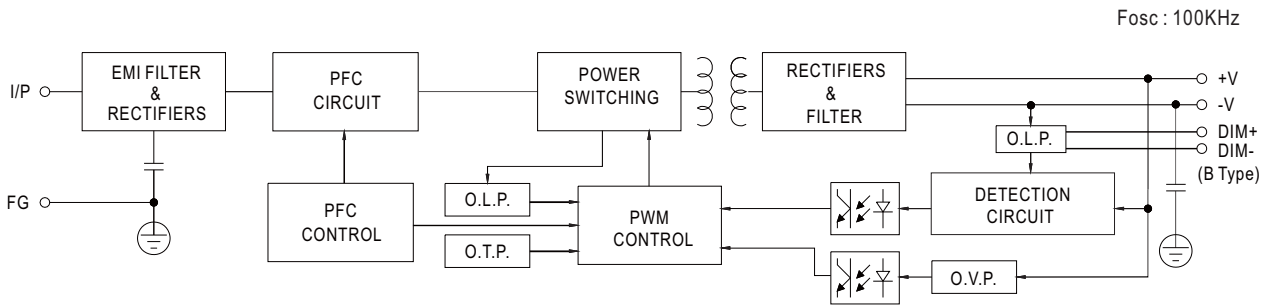 Fosc : 100KHz
I/P
EMI FILTER
&
RECTIFIERS
PFC
CIRCUIT
POWER
SWITCHING
RECTIFIERS
&
FILTER
+V
-V
DIM+
DIM-
(B Type)
O.L.P.
FG
PFC
CONTROL
O.L.P.
O.T.P.
PWM
CONTROL
DETECTION
CIRCUIT
O.V.P.